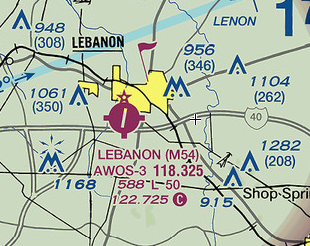 948
(308)
LENON
17
LEBANON
956
(346)
1104
(262)
1061
(350)
40
LEBANON (M54)
AWOS-3 118.325
588 L 50
122.725 C
1282
(208)
1168
Shop Sprin
915